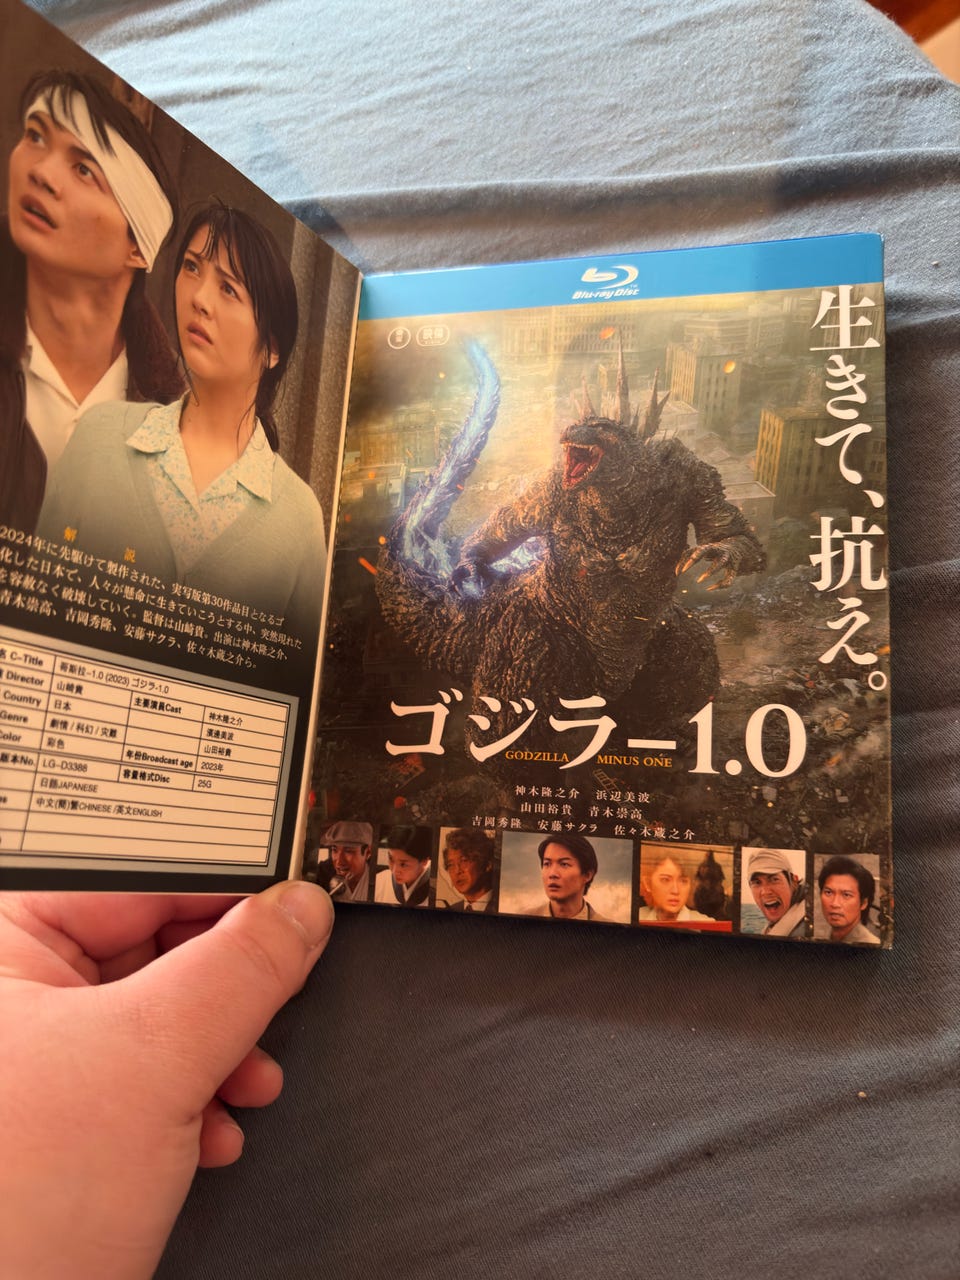 解説
2024年に先駆けて製作された、実写版第30作品目となるゴ
化した日本で、人々が懸命に生きていこうとする中、突然現れた
を容赦なく破壊していく。監督は山崎貴。出演は神木隆之介、
青木崇高、吉岡秀隆、安藤サクラ、佐々木蔵之介ら。
名 C-Title 哥斯拉-1.0 (2023) ゴジラ-1.0
Director 山崎貴 主要演員Cast 神木隆之介
Country 日本 濱邊美波
Genre 劇情 / 科幻 / 灾難 山田裕貴
Color 彩色 年份Broadcast age 2023年
版本No. LG-D3388 容量格式Disc 25G
日語JAPANESE
中文(簡)繁CHINESE /英文ENGLISH
Blu-ray Disc
映倫
生きて、抗え。
ゴジラ-1.0
GODZILLA MINUS ONE
神木隆之介 浜辺美波
山田裕貴 青木崇高
吉岡秀隆 安藤サクラ 佐々木蔵之介